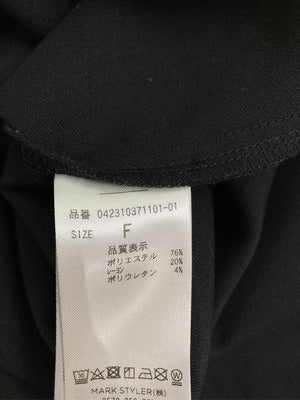 品番 042310371101-01
SIZE F
品質表示
ポリエステル 76%
レーヨン 20%
ポリウレタン 4%
MARK STYLER(株)